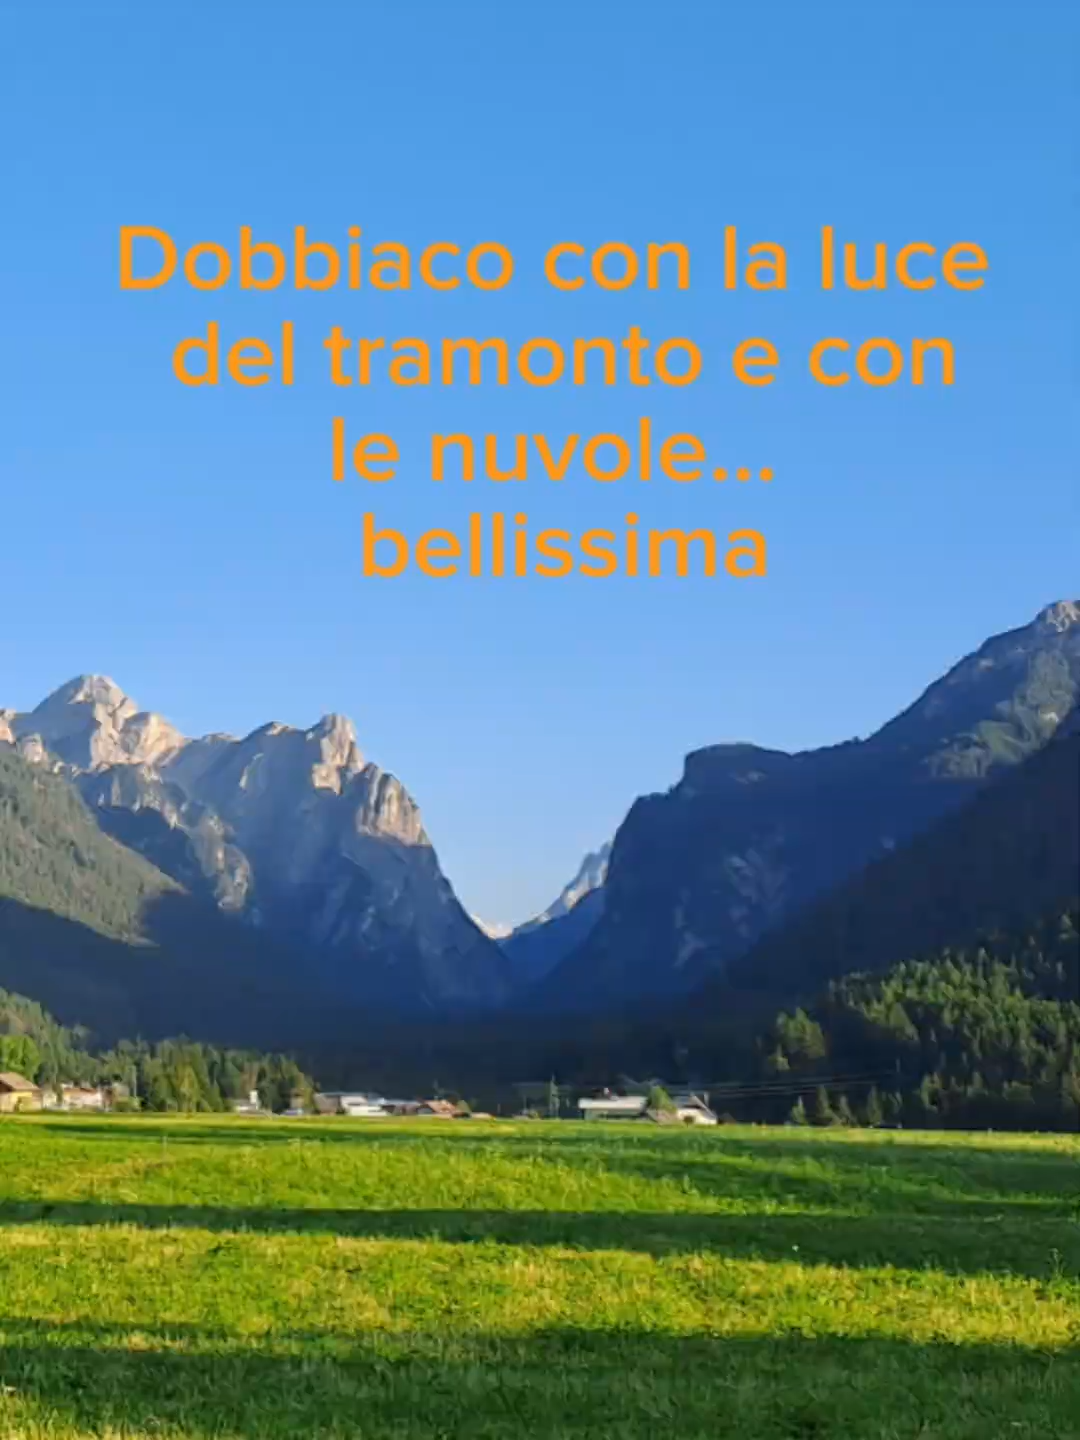 Dobbiaco con la luce
del tramonto e con
le nuvole...
bellissima